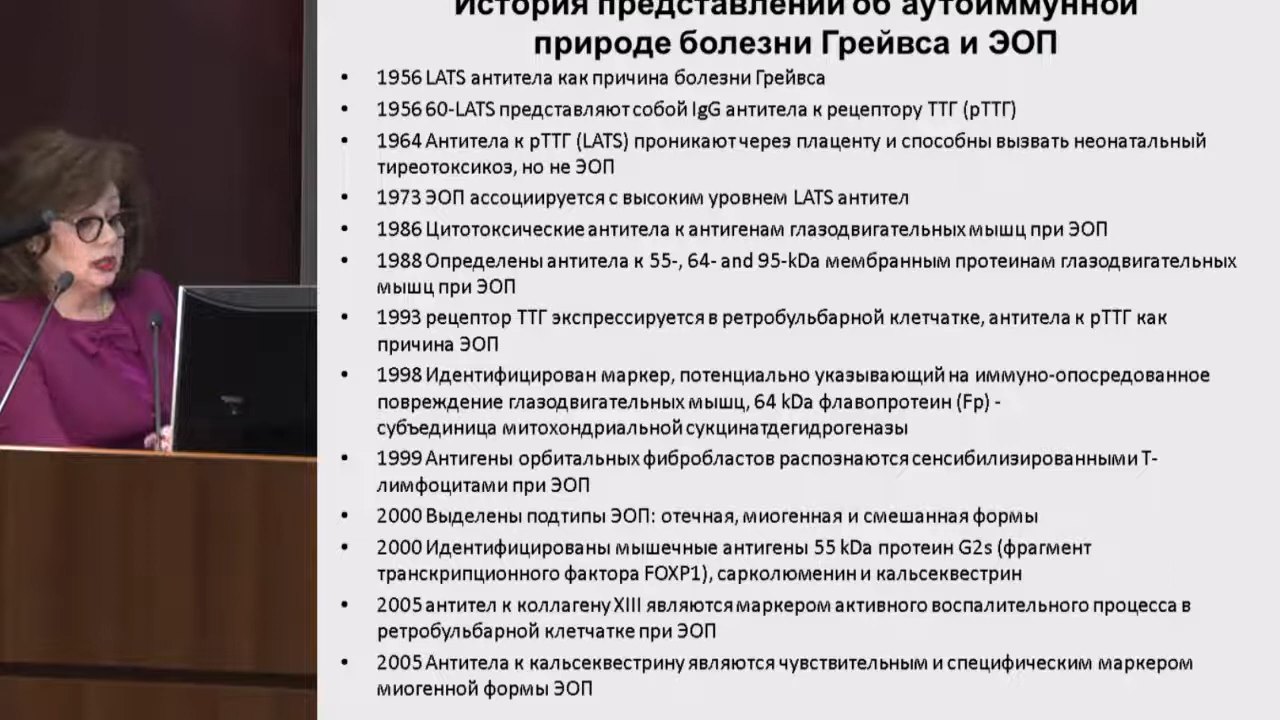 История представлений об аутоиммунной
природе болезни Грейвса и ЭОП
• 1956 LATS антитела как причина болезни Грейвса
• 1956 60-LATS представляют собой IgG антитела к рецептору ТТГ (рТТГ)
• 1964 Антитела к рТТГ (LATS) проникают через плаценту и способны вызвать неонатальный
тиреотоксикоз, но не ЭОП
• 1973 ЭОП ассоциируется с высоким уровнем LATS антител
• 1986 Цитотоксические антитела к антигенам глазодвигательных мышц при ЭОП
• 1988 Определены антитела к 55-, 64- and 95-kDa мембранным протеинам глазодвигательных
мышц при ЭОП
• 1993 рецептор ТТГ экспрессируется в ретробульбарной клетчатке, антитела к рТТГ как
причина ЭОП
• 1998 Идентифицирован маркер, потенциально указывающий на иммуно-опосредованное
повреждение глазодвигательных мышц, 64 kDa флавопротеин (Fp) -
субъединица митохондриальной сукцинатдегидрогеназы
• 1999 Антигены орбитальных фибробластов распознаются сенсибилизированными Т-
лимфоцитами при ЭОП
• 2000 Выделены подтипы ЭОП: отечная, миогенная и смешанная формы
• 2000 Идентифицированы мышечные антигены 55 kDa протеин G2s (фрагмент
транскрипционного фактора FOXP1), сарколюменин и кальсеквестрин
• 2005 антител к коллагену XIII являются маркером активного воспалительного процесса в
ретробульбарной клетчатке при ЭОП
• 2005 Антитела к кальсеквестрину являются чувствительным и специфическим маркером
миогенной формы ЭОП